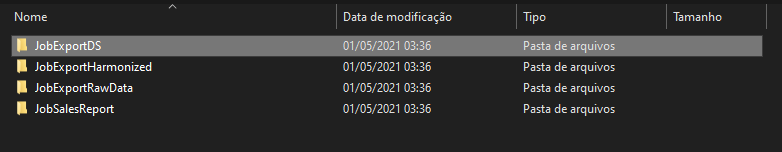 Nome Data de modificação Tipo Tamanho
JobExportDS 01/05/2021 03:36 Pasta de arquivos
JobExportHarmonized 01/05/2021 03:36 Pasta de arquivos
JobExportRawData 01/05/2021 03:36 Pasta de arquivos
JobSalesReport 01/05/2021 03:36 Pasta de arquivos